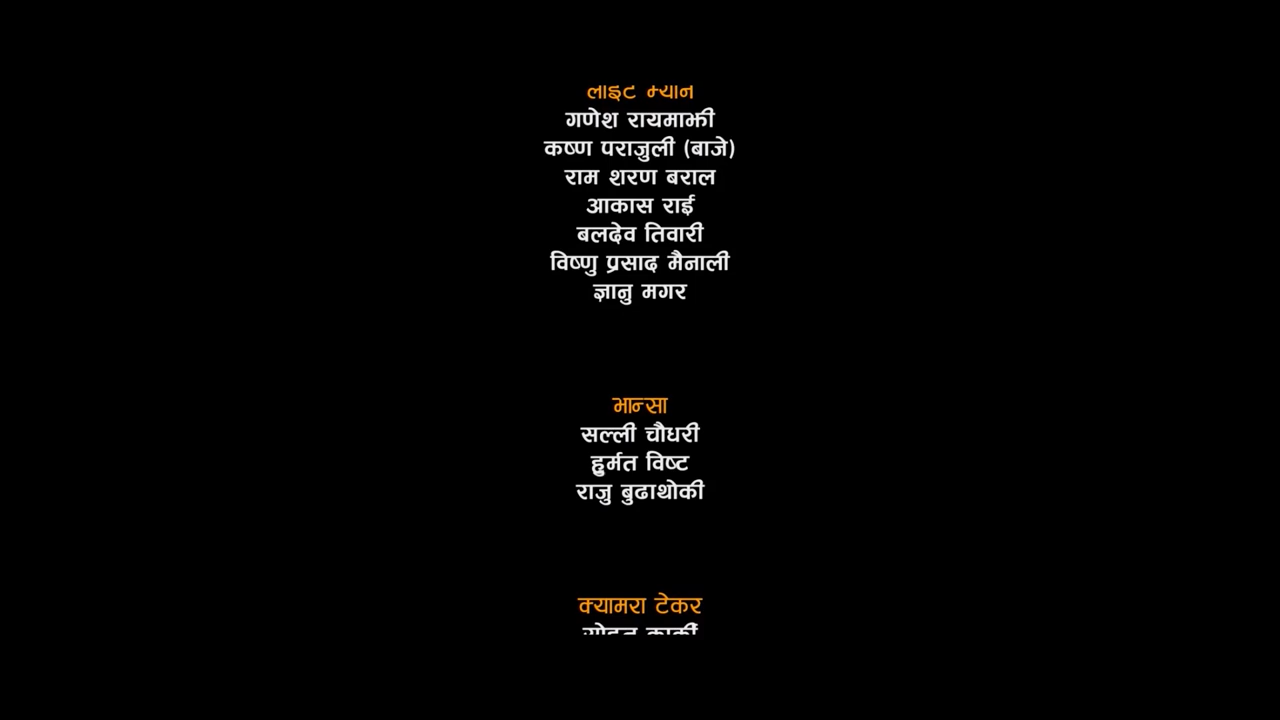 लाइट म्यान
गणेश रायमाझी
कष्ण पराजुली (बाजे)
राम शरण बराल
आकास राई
बलदेव तिवारी
विष्णु प्रसाद मैनाली
ज्ञानु मगर
भान्सा
सल्ली चौधरी
हुर्मत विष्ट
राजु बुढाथोकी
क्यामरा टेकर
कार्की